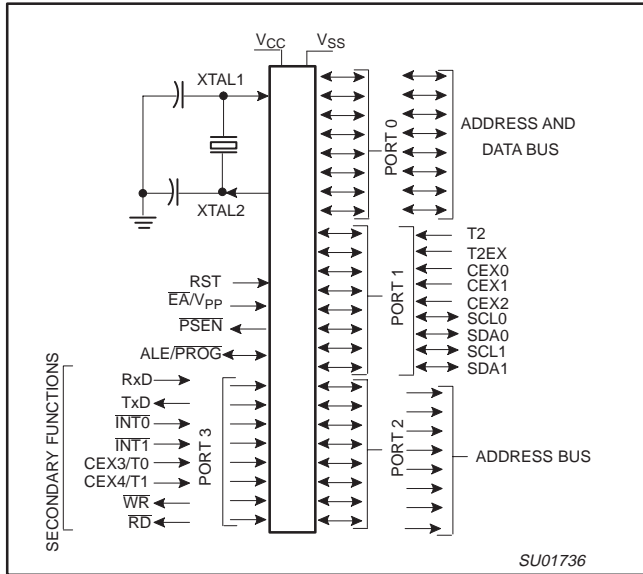 VCC VSS
XTAL1
XTAL2
PORT 0
ADDRESS AND
DATA BUS
RST
EA/VPP
PSEN
ALE/PROG
PORT 1
T2
T2EX
CEX0
CEX1
CEX2
SCL0
SDA0
SCL1
SDA1
SECONDARY FUNCTIONS
RxD
TxD
INT0
INT1
CEX3/T0
CEX4/T1
WR
RD
PORT 3
PORT 2
ADDRESS BUS
SU01736